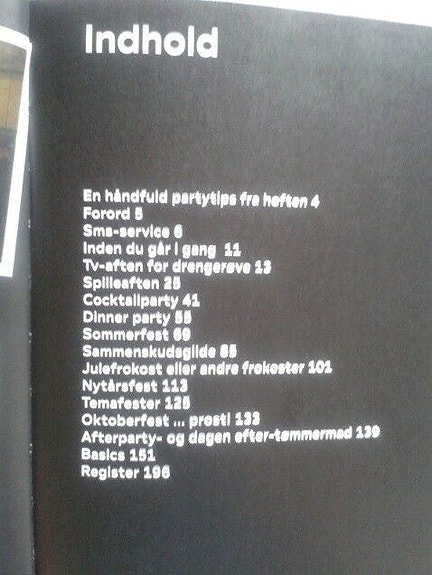 Indhold
En håndfuld partytips fra høften 4
Forord 5
Sms-service 6
Inden du går i gang 11
Tv-aften for drengerøve 13
Spilleaften 25
Cocktailparty 41
Dinner party 55
Sommerfest 69
Sammenskudsgilde 85
Julefrokost eller andre frokoster 101
Nytårsfest 113
Temafester 125
Oktoberfest ... prost! 133
Afterparty- og dagen efter-tømmermad 139
Basics 151
Register 196